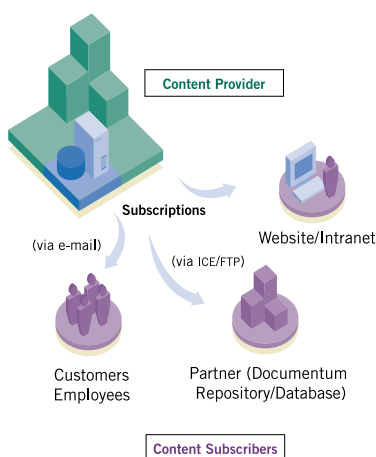 Content Provider
Subscriptions
(via e-mail)
Website/Intranet
(via ICE/FTP)
Customers
Employees
Partner (Documentum
Repository/Database)
Content Subscribers